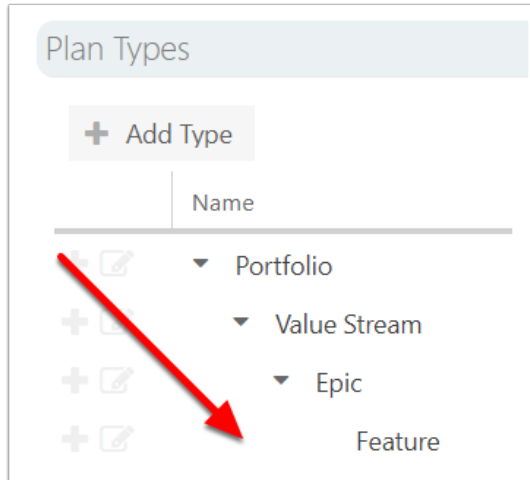 Plan Types
Add Type
Name
Portfolio
Value Stream
Epic
Feature